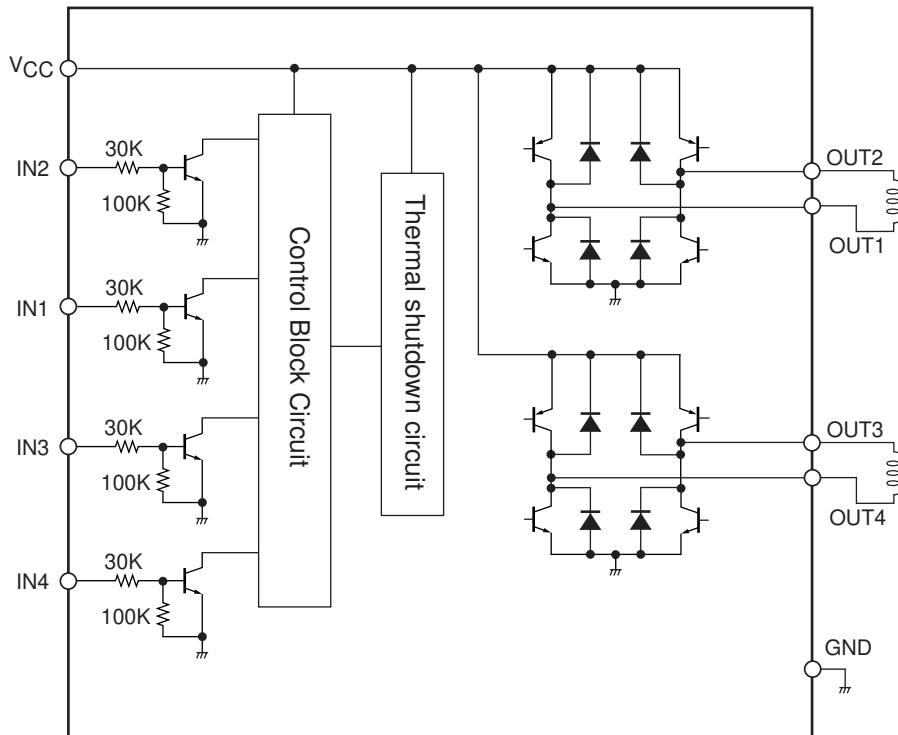 VCC
IN2
30K
100K
IN1
30K
100K
IN3
30K
100K
IN4
30K
100K
Control Block Circuit
Thermal shutdown circuit
OUT2
OUT1
OUT3
OUT4
GND